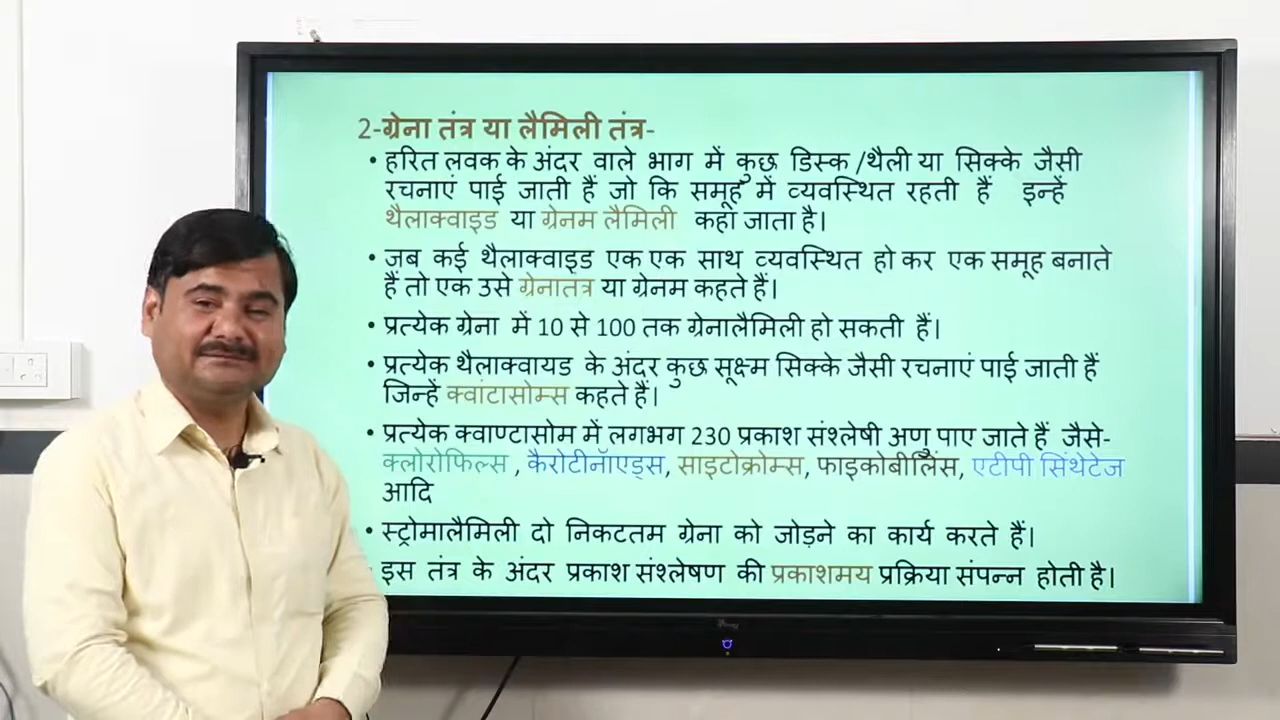 2-ग्रेना तंत्र या लैमिली तंत्र-
• हरित लवक के अंदर वाले भाग में कुछ डिस्क /थैली या सिक्के जैसी
रचनाएं पाई जाती हैं जो कि समूह में व्यवस्थित रहती हैं इन्हें
थैलाक्वाइड या ग्रेनम लैमिली कहा जाता है।
• जब कई थैलाक्वाइड एक एक साथ व्यवस्थित हो कर एक समूह बनाते
हैं तो एक उसे ग्रेनातंत्र या ग्रेनम कहते हैं।
• प्रत्येक ग्रेना में 10 से 100 तक ग्रेनालैमिली हो सकती हैं।
• प्रत्येक थैलाक्वायड के अंदर कुछ सूक्ष्म सिक्के जैसी रचनाएं पाई जाती हैं
जिन्हें क्वांटासोम्स कहते हैं।
• प्रत्येक क्वाण्टासोम में लगभग 230 प्रकाश संश्लेषी अणु पाए जाते हैं जैसे-
क्लोरोफिल्स , कैरोटीनॉएड्स, साइटोक्रोम्स, फाइकोबीलिंस, एटीपी सिंथेटेज
आदि
• स्ट्रोमालैमिली दो निकटतम ग्रेना को जोड़ने का कार्य करते हैं।
• इस तंत्र के अंदर प्रकाश संश्लेषण की प्रकाशमय प्रक्रिया संपन्न होती है।